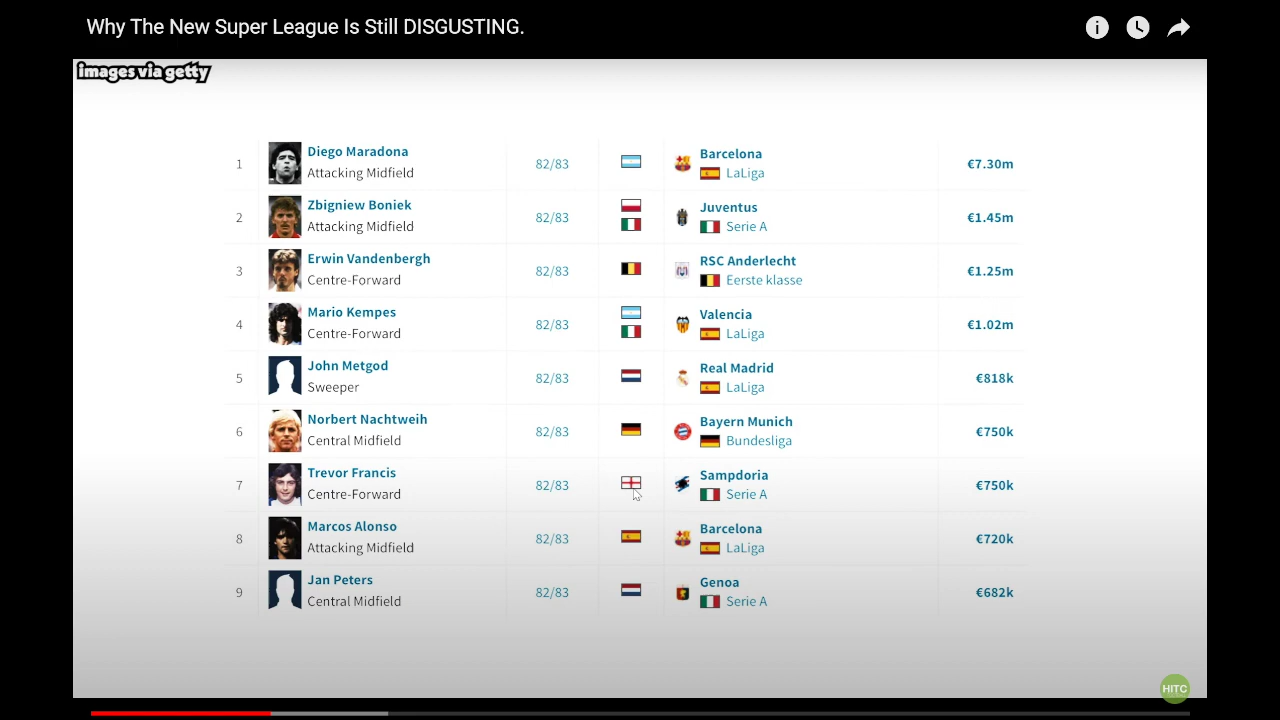 Why The New Super League Is Still DISGUSTING.
images via getty
1 Diego Maradona 82/83 Barcelona €7.30m
Attacking Midfield LaLiga
2 Zbigniew Boniek 82/83 Juventus €1.45m
Attacking Midfield Serie A
3 Erwin Vandenbergh 82/83 RSC Anderlecht €1.25m
Centre-Forward Eerste klasse
4 Mario Kempes 82/83 Valencia €1.02m
Centre-Forward LaLiga
5 John Metgod 82/83 Real Madrid €818k
Sweeper LaLiga
6 Norbert Nachtweih 82/83 Bayern Munich €750k
Central Midfield Bundesliga
7 Trevor Francis 82/83 Sampdoria €750k
Centre-Forward Serie A
8 Marcos Alonso 82/83 Barcelona €720k
Attacking Midfield LaLiga
9 Jan Peters 82/83 Genoa €682k
Central Midfield Serie A
HITC